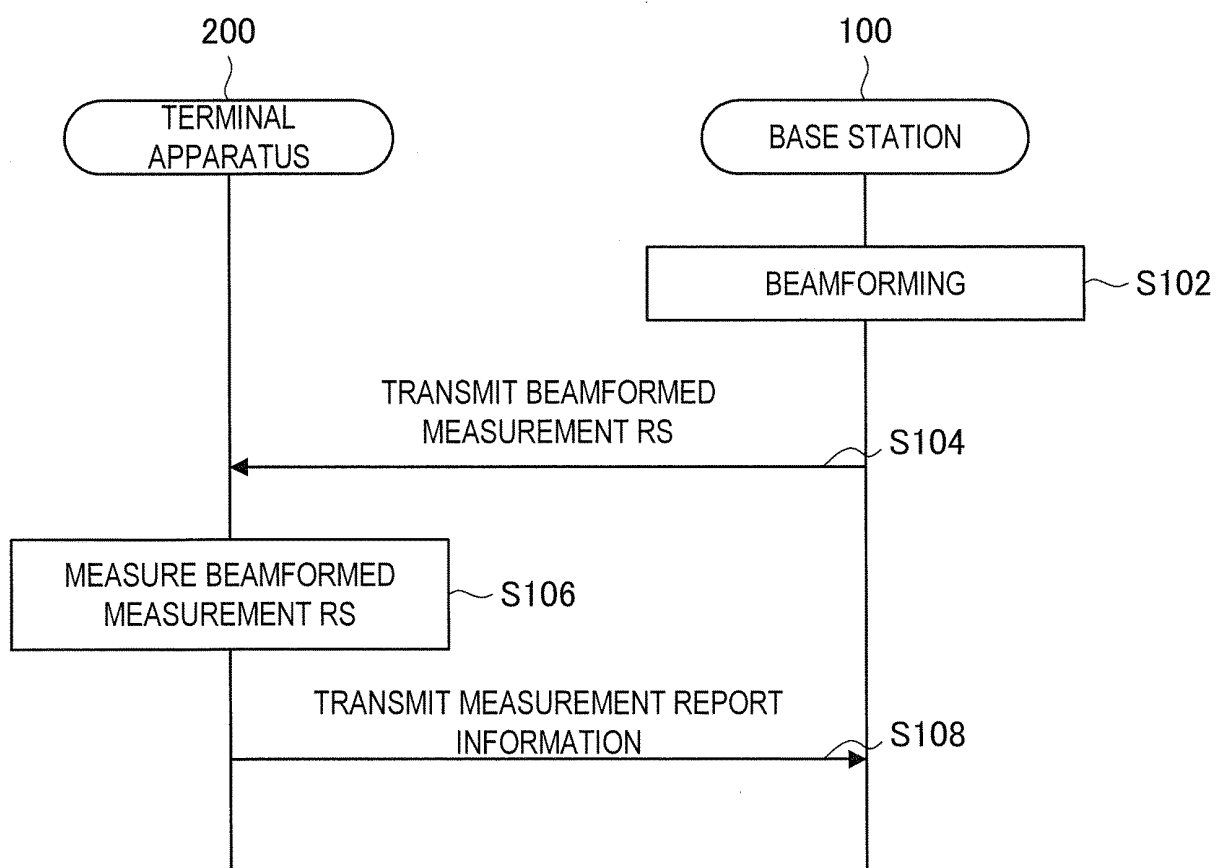 200
100
TERMINAL
APPARATUS
BASE STATION
BEAMFORMING
S102
TRANSMIT BEAMFORMED
MEASUREMENT RS
S104
MEASURE BEAMFORMED
MEASUREMENT RS
S106
TRANSMIT MEASUREMENT REPORT
INFORMATION
S108